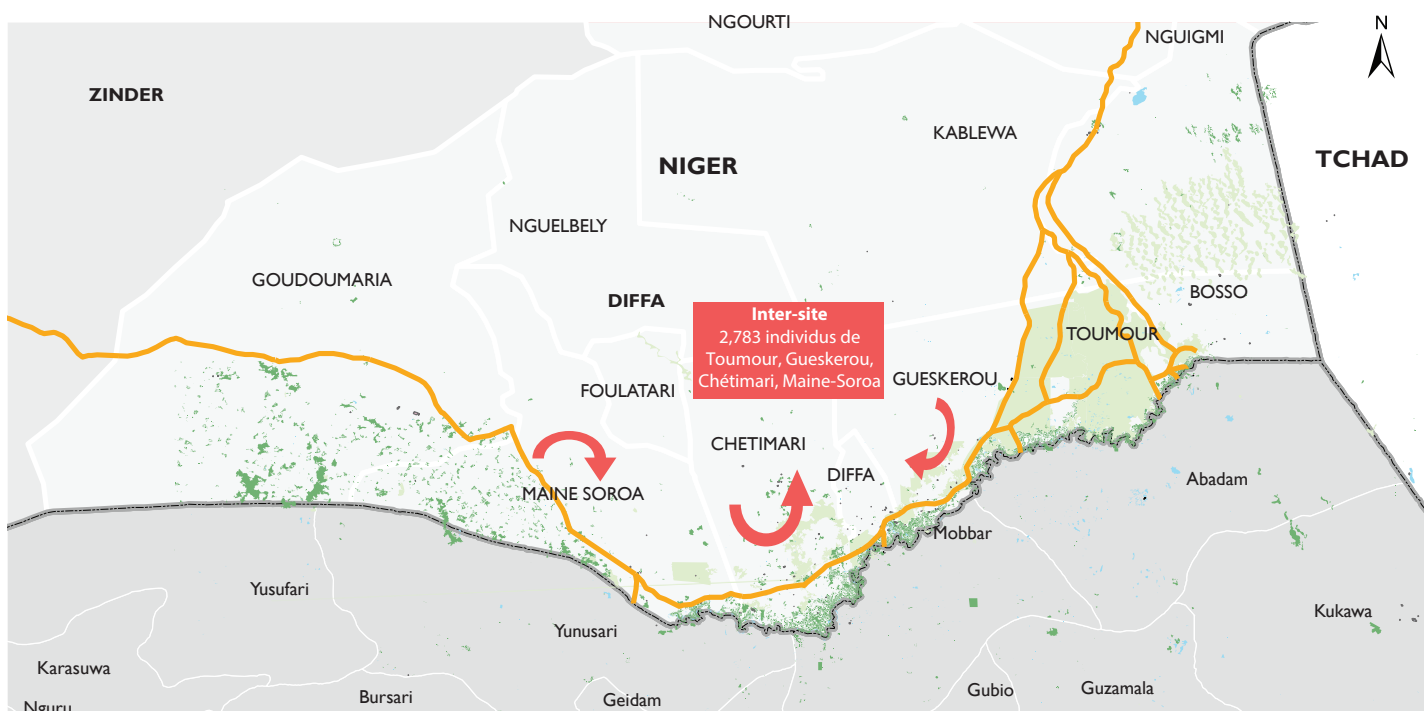 NGOURTI
N
NGUIGMI
ZINDER
KABLEWA
NIGER
TCHAD
NGUELBELY
GOUDOUMARIA
DIFFA
BOSSO
Inter-site
2,783 individus de
Toumour, Gueskerou,
Chétimari, Maine-Soroa
TOUMOUR
GUESKEROU
FOULATARI
CHETIMARI
DIFFA
MAINE SOROA
Abadam
Mobbar
Yusufari
Yunusari
Kukawa
Karasuwa
Bursari
Geidam
Gubio
Guzamala
Nguru